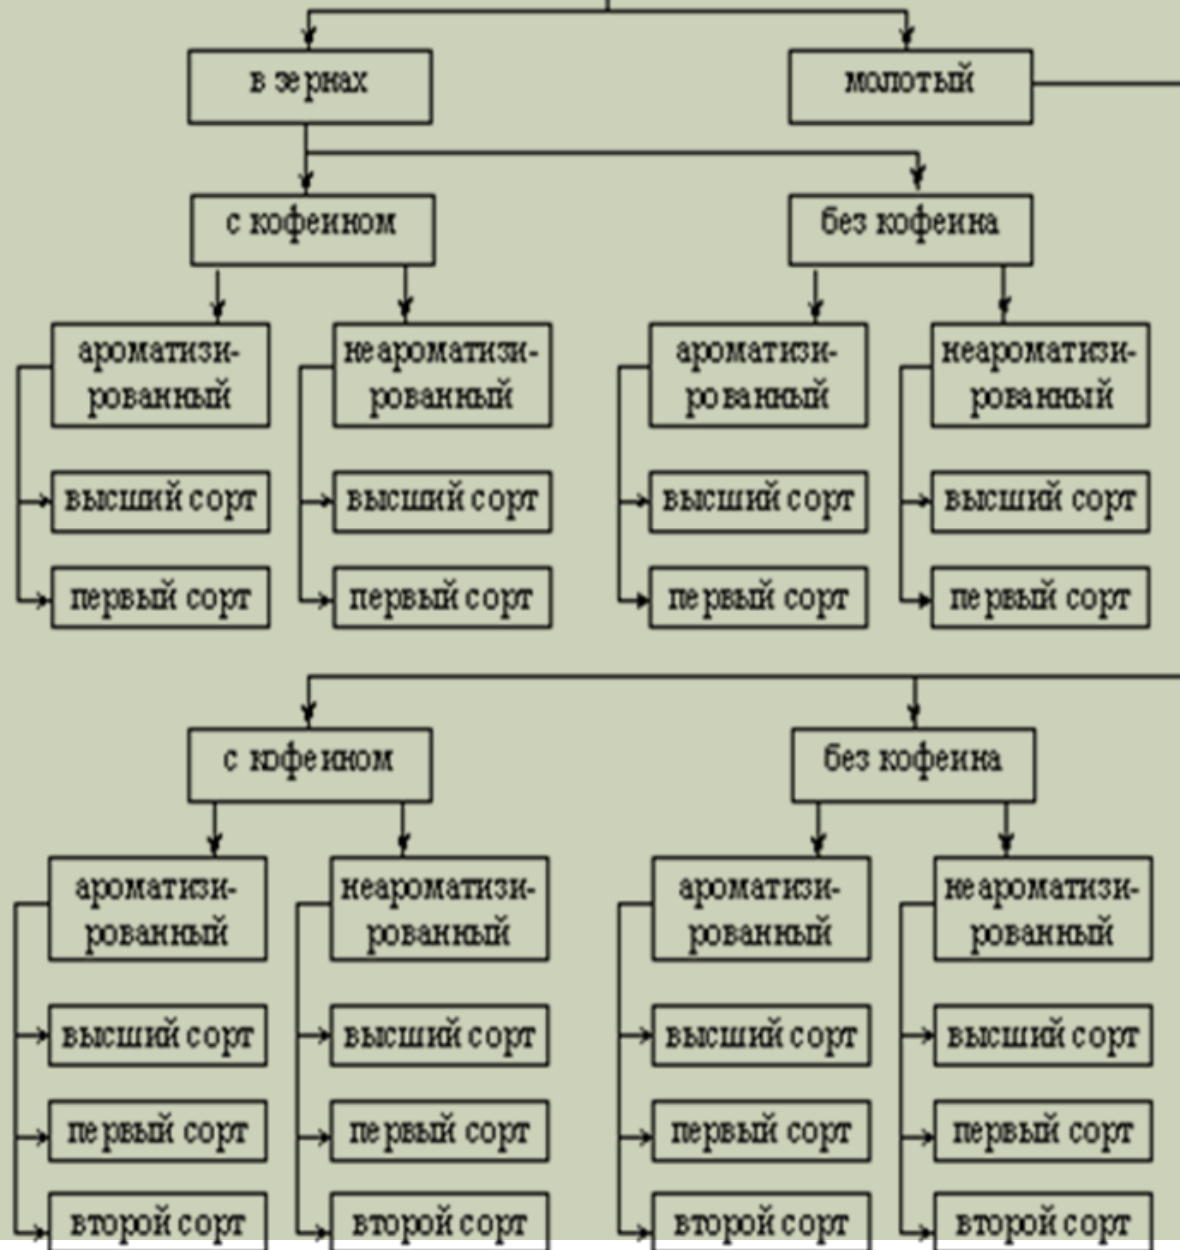 в зернах
молотый
с кофеином
без кофеина
ароматизи-
рованный
неароматизи-
рованный
ароматизи-
рованный
неароматизи-
рованный
высший сорт
высший сорт
высший сорт
высший сорт
первый сорт
первый сорт
первый сорт
первый сорт
с кофеином
без кофеина
ароматизи-
рованный
неароматизи-
рованный
ароматизи-
рованный
неароматизи-
рованный
высший сорт
высший сорт
высший сорт
высший сорт
первый сорт
первый сорт
первый сорт
первый сорт
второй сорт
второй сорт
второй сорт
второй сорт